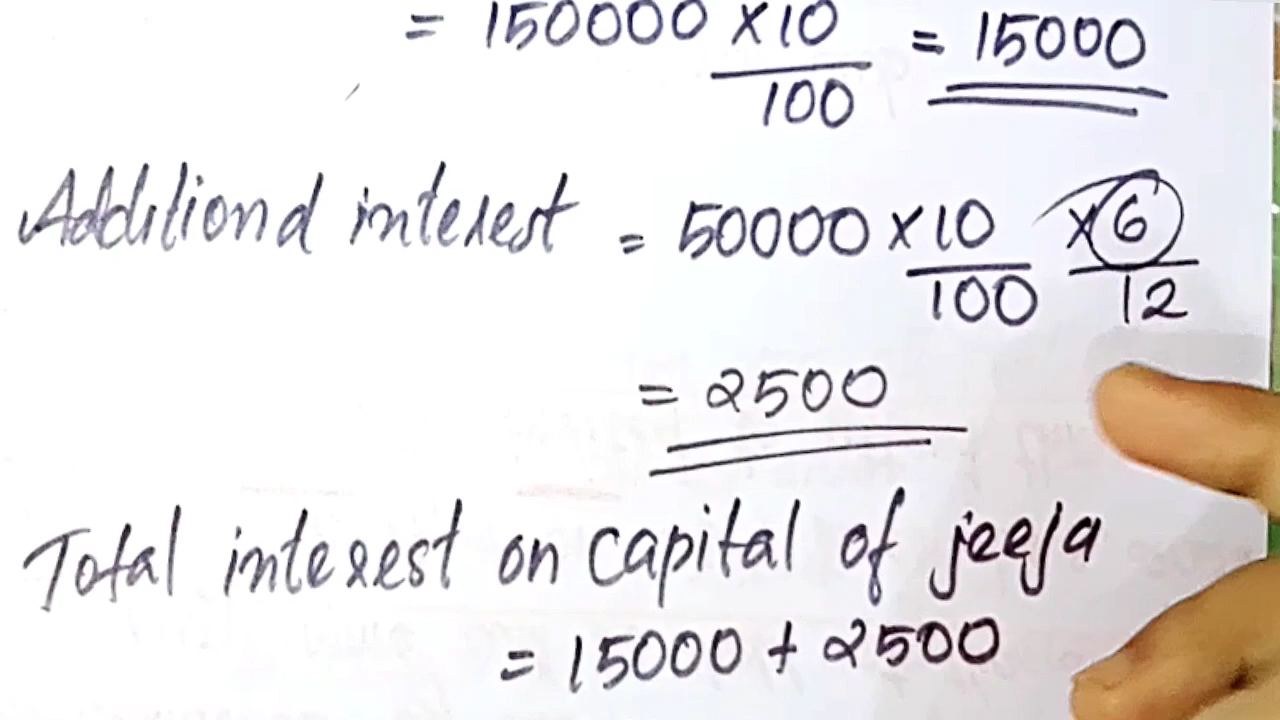 = 150000 × 10 / 100 = 15000
Additional interest = 50000 × 10 / 100 × 6 / 12
= 2500
Total interest on capital of jeeja
= 15000 + 2500